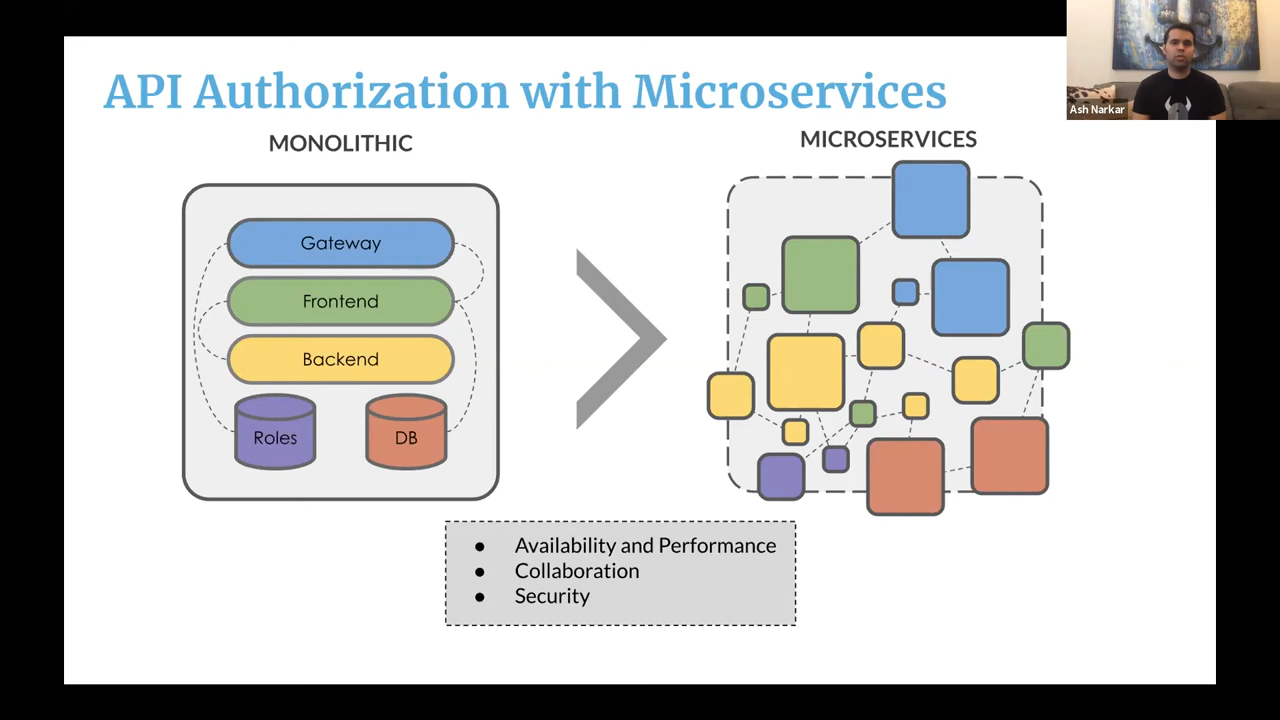 API Authorization with Microservices
Ash Narkar
MONOLITHIC
MICROSERVICES
Gateway
Frontend
Backend
Roles
DB
● Availability and Performance
● Collaboration
● Security